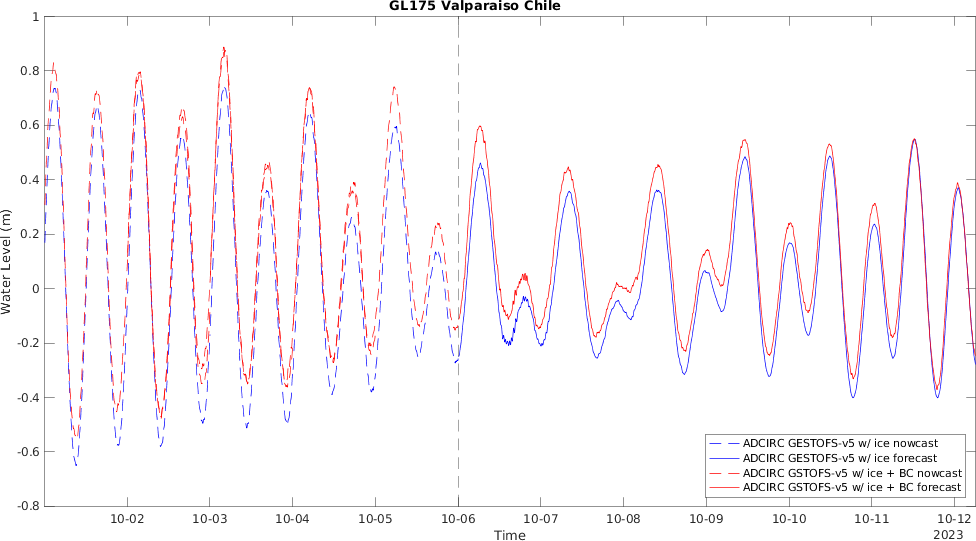 GL175 Valparaiso Chile
1
0.8
0.6
0.4
0.2
0
-0.2
-0.4
-0.6
-0.8
Water Level (m)
10-02 10-03 10-04 10-05 10-06 10-07 10-08 10-09 10-10 10-11 10-12
2023
Time
ADCIRC GESTOFS-v5 w/ ice nowcast
ADCIRC GESTOFS-v5 w/ ice forecast
ADCIRC GSTOFS-v5 w/ ice + BC nowcast
ADCIRC GSTOFS-v5 w/ ice + BC forecast